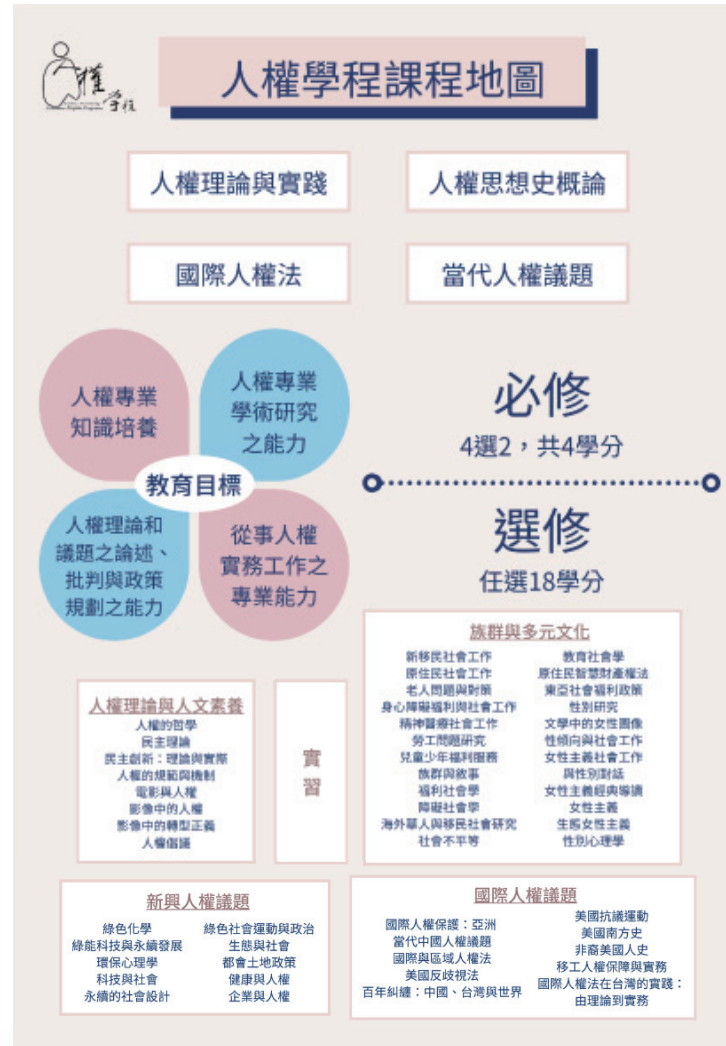 人權學程
人權學程課程地圖
人權理論與實踐
人權思想史概論
國際人權法
當代人權議題
人權專業
知識培養
人權專業
學術研究
之能力
教育目標
人權理論和
議題之論述、
批判與政策
規劃之能力
從事人權
實務工作之
專業能力
必修
4選2，共4學分
選修
任選18學分
族群與多元文化
新移民社會工作
原住民社會工作
老人問題與對策
身心障礙福利與社會工作
精神醫療社會工作
勞工問題研究
兒童少年福利服務
族群與敘事
福利社會學
障礙社會學
海外華人與移民社會研究
社會不平等
教育社會學
原住民智慧財產權法
東亞社會福利政策
性別研究
文學中的女性圖像
性傾向與社會工作
女性主義社會工作
與性別對話
女性主義經典導讀
女性主義
生態女性主義
性別心理學
人權理論與人文素養
人權的哲學
民主理論
民主創新：理論與實際
人權的規範與機制
電影與人權
影像中的人權
影像中的轉型正義
人權倡議
實
習
新興人權議題
綠色化學
綠能科技與永續發展
環保心理學
科技與社會
永續的社會設計
綠色社會運動與政治
生態與社會
都會土地政策
健康與人權
企業與人權
國際人權議題
國際人權保護：亞洲
當代中國人權議題
國際與區域人權法
美國反歧視法
百年糾纏：中國、台灣與世界
美國抗議運動
美國南方史
非裔美國人史
移工人權保障與實務
國際人權法在台灣的實踐：
由理論到實務